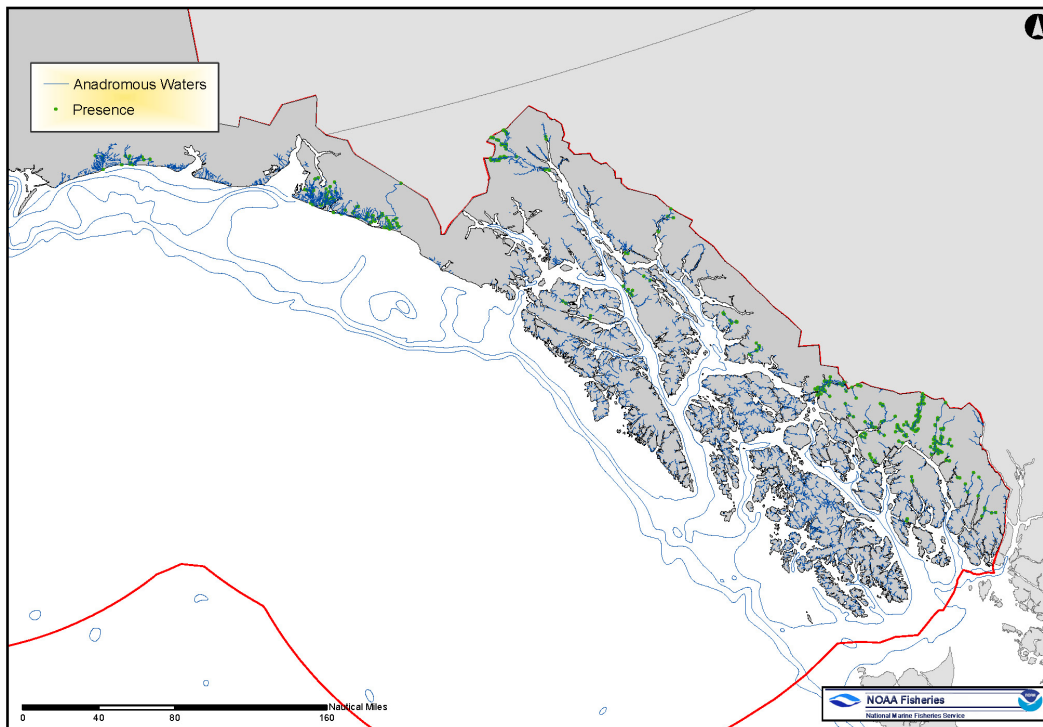 Anadromous Waters
Presence
Nautical Miles
0 40 80 160
NOAA Fisheries
National Marine Fisheries Service